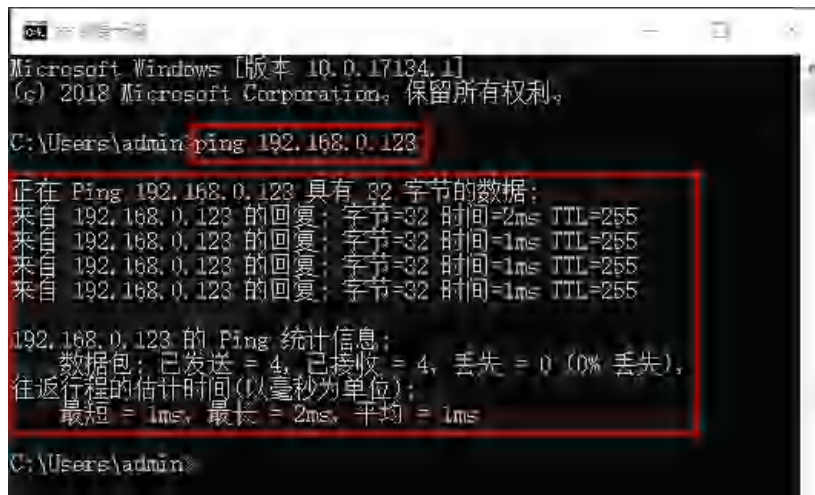 Microsoft Windows [版本 10.0.17134.1]
(c) 2018 Microsoft Corporation。保留所有权利。
C:\Users\admin>ping 192.168.0.123
正在 Ping 192.168.0.123 具有 32 字节的数据:
来自 192.168.0.123 的回复: 字节=32 时间=2ms TTL=255
来自 192.168.0.123 的回复: 字节=32 时间=1ms TTL=255
来自 192.168.0.123 的回复: 字节=32 时间=1ms TTL=255
来自 192.168.0.123 的回复: 字节=32 时间=1ms TTL=255
192.168.0.123 的 Ping 统计信息:
数据包: 已发送 = 4, 已接收 = 4, 丢失 = 0 (0% 丢失),
往返行程的估计时间(以毫秒为单位):
最短 = 1ms, 最长 = 2ms, 平均 = 1ms
C:\Users\admin>